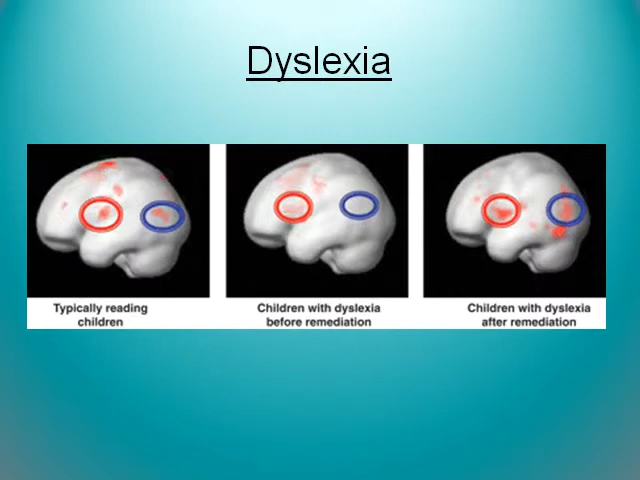 Dyslexia
Typically reading
children
Children with dyslexia
before remediation
Children with dyslexia
after remediation